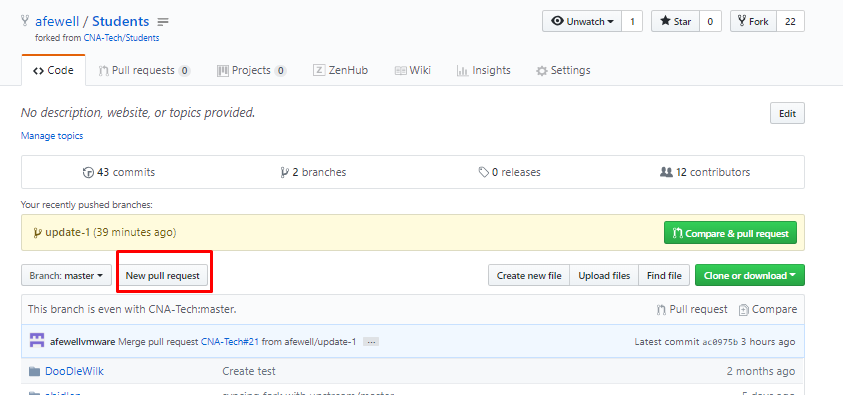 afewell / Students
Unwatch 1 Star 0 Fork 22
forked from CNA-Tech/Students
Code Pull requests 0 Projects 0 ZenHub Wiki Insights Settings
No description, website, or topics provided.
Edit
Manage topics
43 commits 2 branches 0 releases 12 contributors
Your recently pushed branches:
update-1 (39 minutes ago)
Compare & pull request
Branch: master New pull request Create new file Upload files Find file Clone or download
This branch is even with CNA-Tech:master. Pull request Compare
afewellvmware Merge pull request CNA-Tech#21 from afewell/update-1 ... Latest commit ac0975b 3 hours ago
DooDleWilk Create test 2 months ago